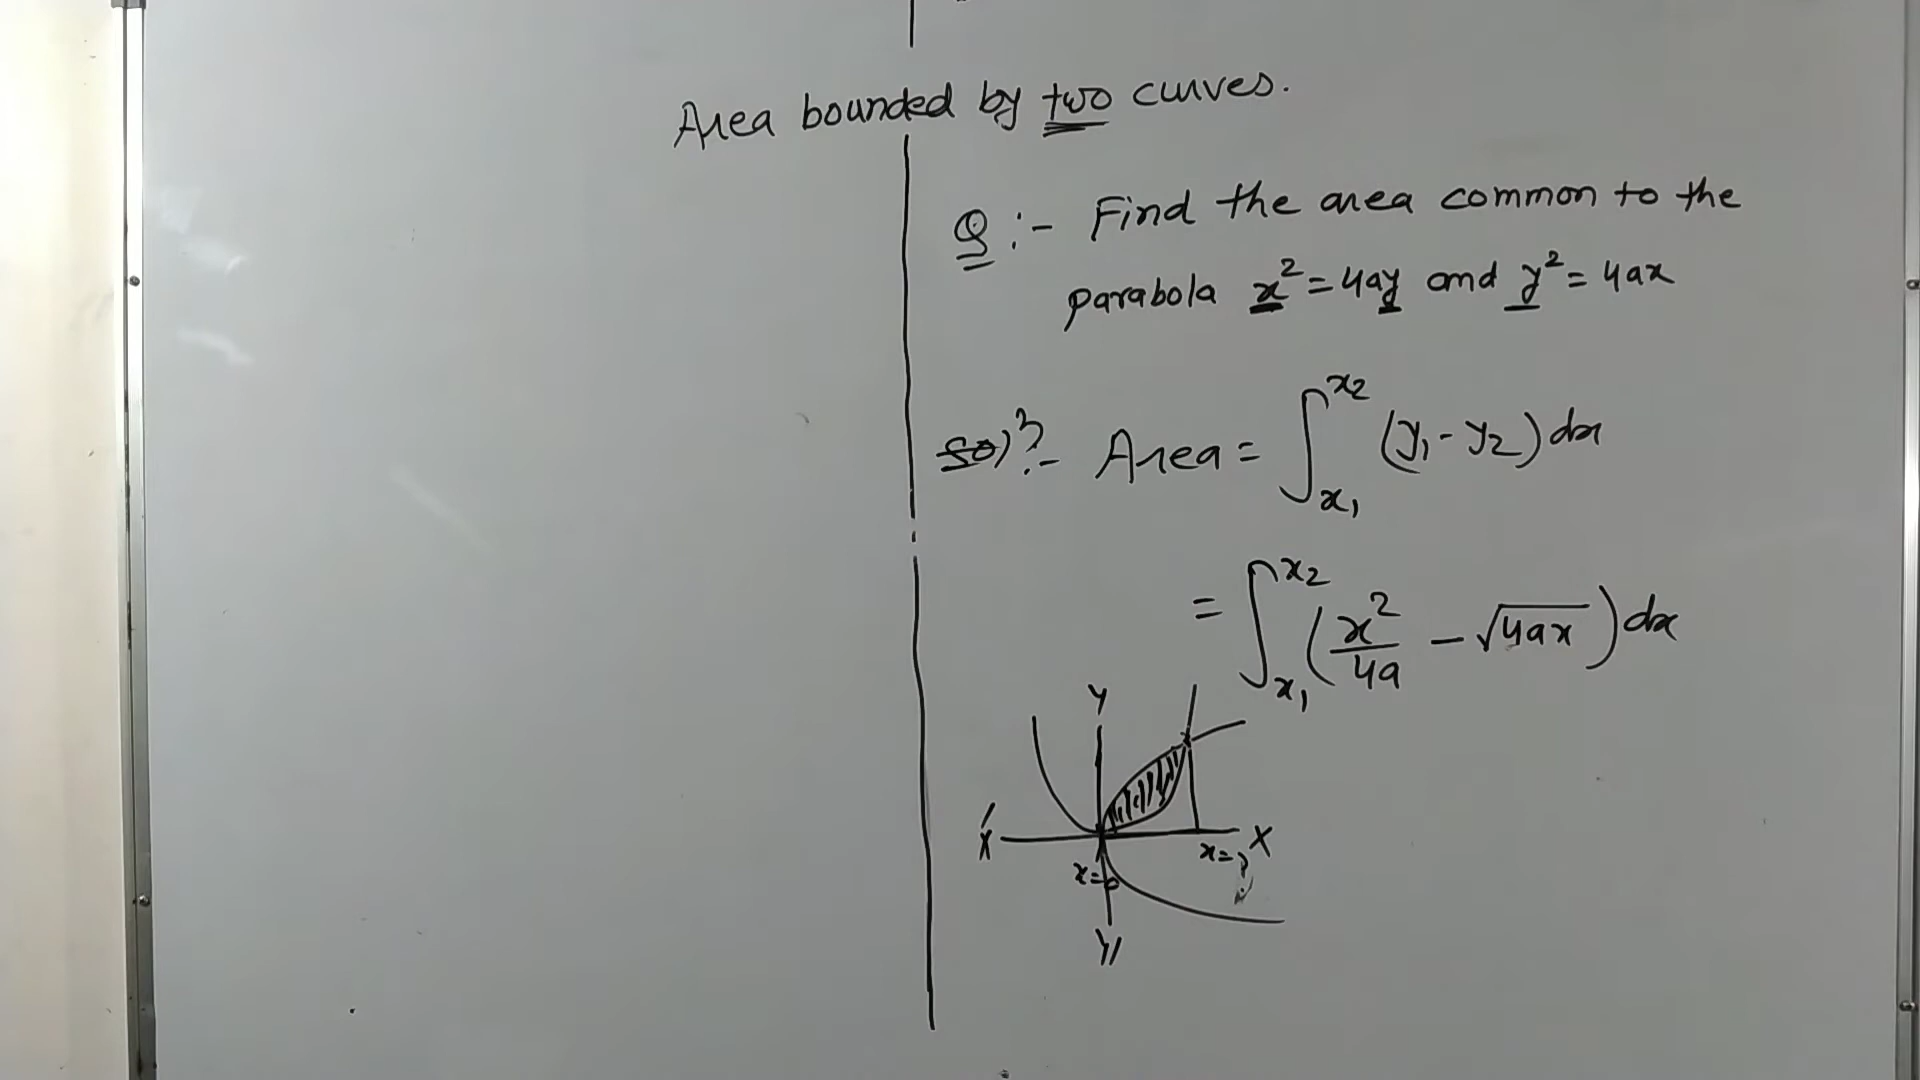 Area bounded by two curves.
Q :- Find the area common to the
parabola x² = 4ay and y² = 4ax
Solⁿ:- Area = ∫_{x₁}^{x₂} (y₁ - y₂) dx
= ∫_{x₁}^{x₂} (x²/4a - √4ax) dx
Y
X' X
x=0 x=?
Y'